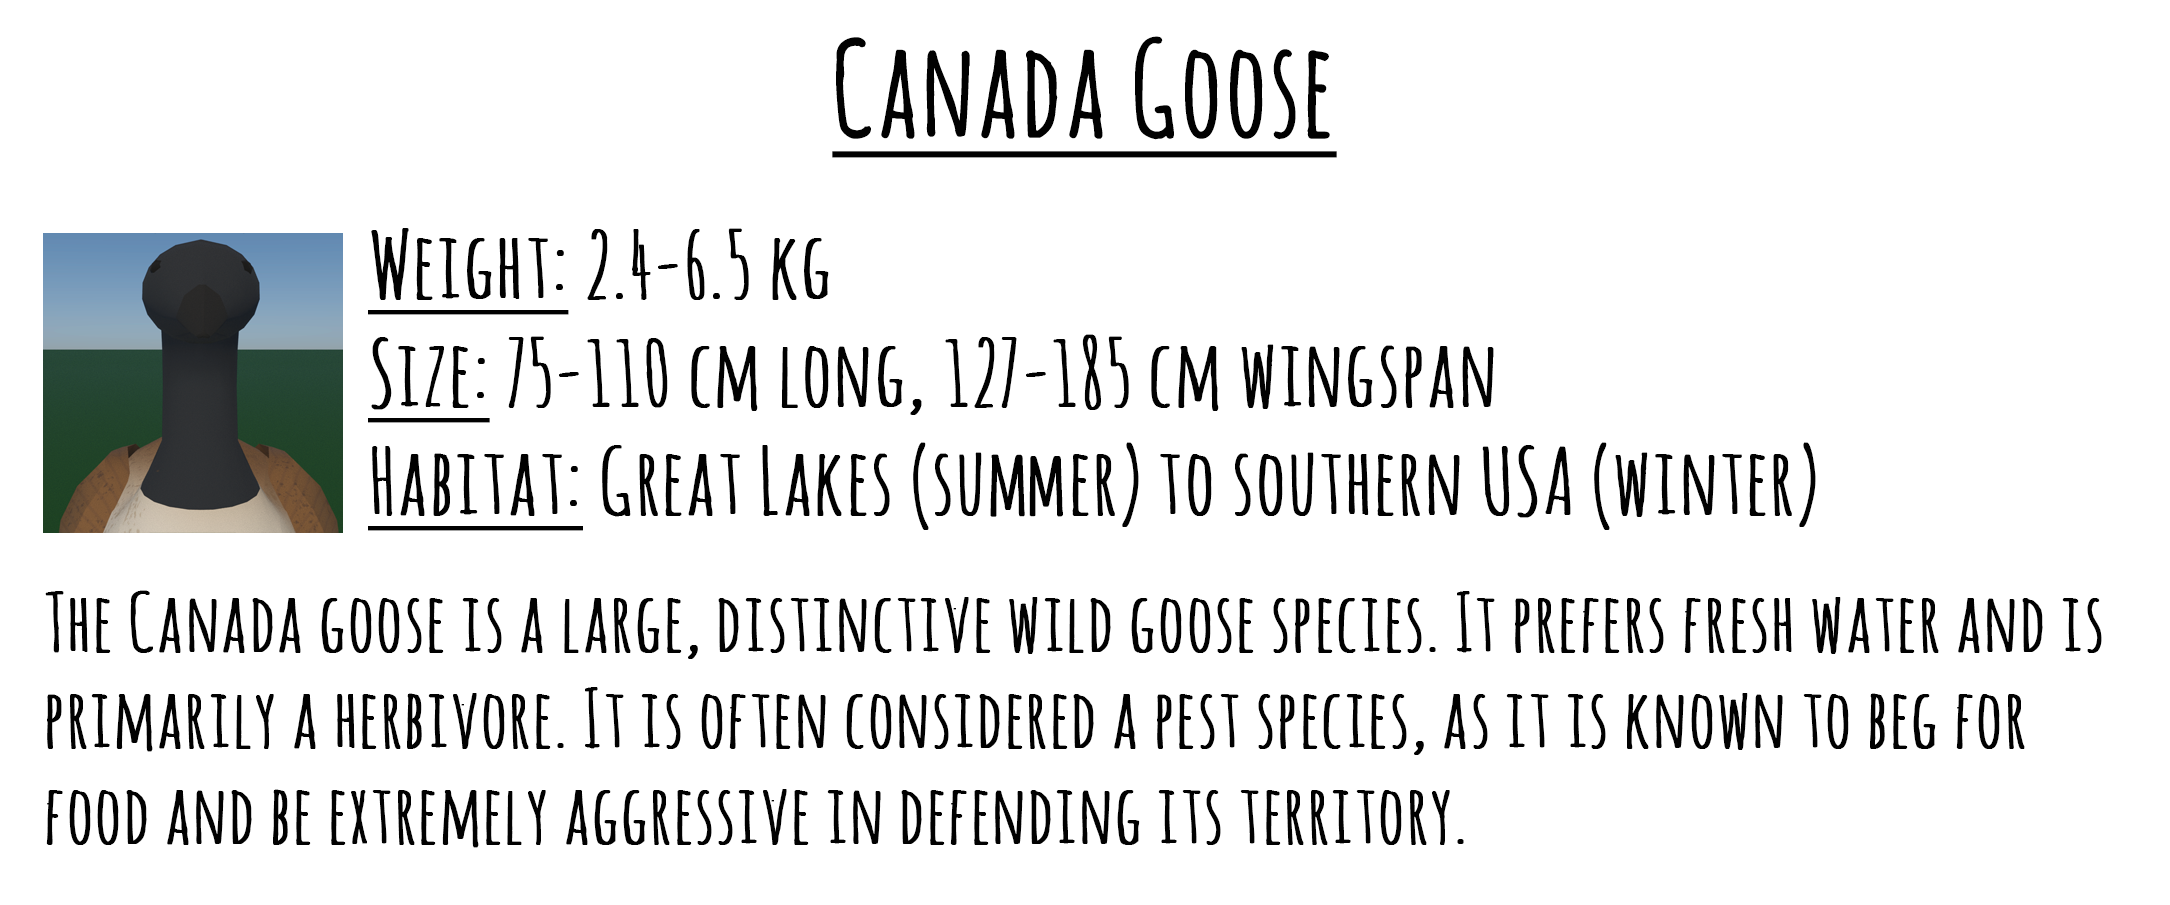 Canada Goose
Weight: 2.4-6.5 kg
Size: 75-110 cm long, 127-185 cm wingspan
Habitat: Great Lakes (summer) to southern USA (winter)
The Canada goose is a large, distinctive wild goose species. It prefers fresh water and is
primarily a herbivore. It is often considered a pest species, as it is known to beg for
food and be extremely aggressive in defending its territory.